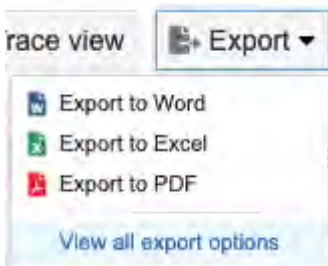 race view
Export
Export to Word
Export to Excel
Export to PDF
View all export options